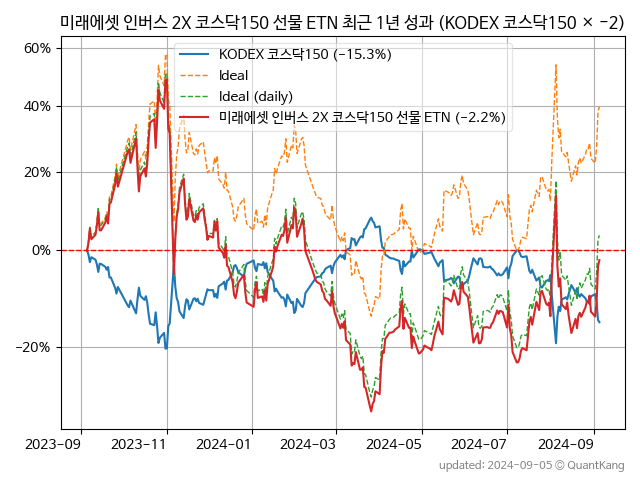 미래에셋 인버스 2X 코스닥150 선물 ETN 최근 1년 성과 (KODEX 코스닥150 × −2)
KODEX 코스닥150 (−15.3%)
Ideal
Ideal (daily)
미래에셋 인버스 2X 코스닥150 선물 ETN (−2.2%)
60%
40%
20%
0%
−20%
2023−09
2023−11
2024−01
2024−03
2024−05
2024−07
2024−09
updated: 2024−09−05 © QuantKang